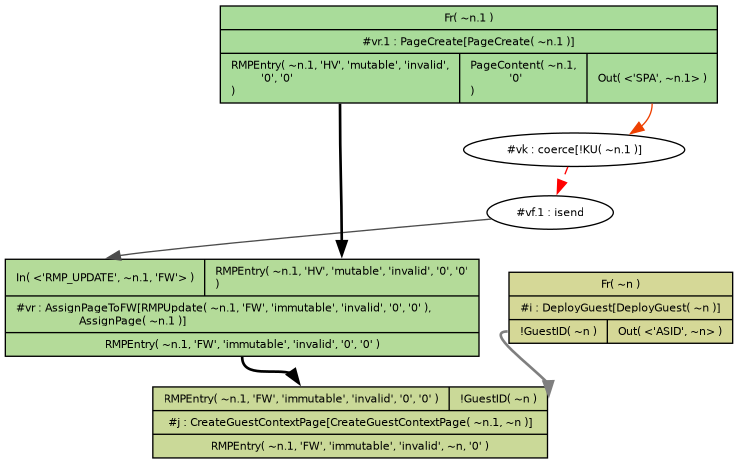 Fr( ~n.1 )
#vr.1 : PageCreate[PageCreate( ~n.1 )]
RMPEntry( ~n.1, 'HV', 'mutable', 'invalid',
'0', '0'
)
PageContent( ~n.1,
'0'
)
Out( <'SPA', ~n.1> )
#vk : coerce[!KU( ~n.1 )]
#vf.1 : isend
In( <'RMP_UPDATE', ~n.1, 'FW'> )
RMPEntry( ~n.1, 'HV', 'mutable', 'invalid', '0', '0'
)
#vr : AssignPageToFW[RMPUpdate( ~n.1, 'FW', 'immutable', 'invalid', '0', '0' ),
AssignPage( ~n.1 )]
RMPEntry( ~n.1, 'FW', 'immutable', 'invalid', '0', '0' )
Fr( ~n )
#i : DeployGuest[DeployGuest( ~n )]
!GuestID( ~n )
Out( <'ASID', ~n> )
RMPEntry( ~n.1, 'FW', 'immutable', 'invalid', '0', '0' )
!GuestID( ~n )
#j : CreateGuestContextPage[CreateGuestContextPage( ~n.1, ~n )]
RMPEntry( ~n.1, 'FW', 'immutable', 'invalid', ~n, '0' )